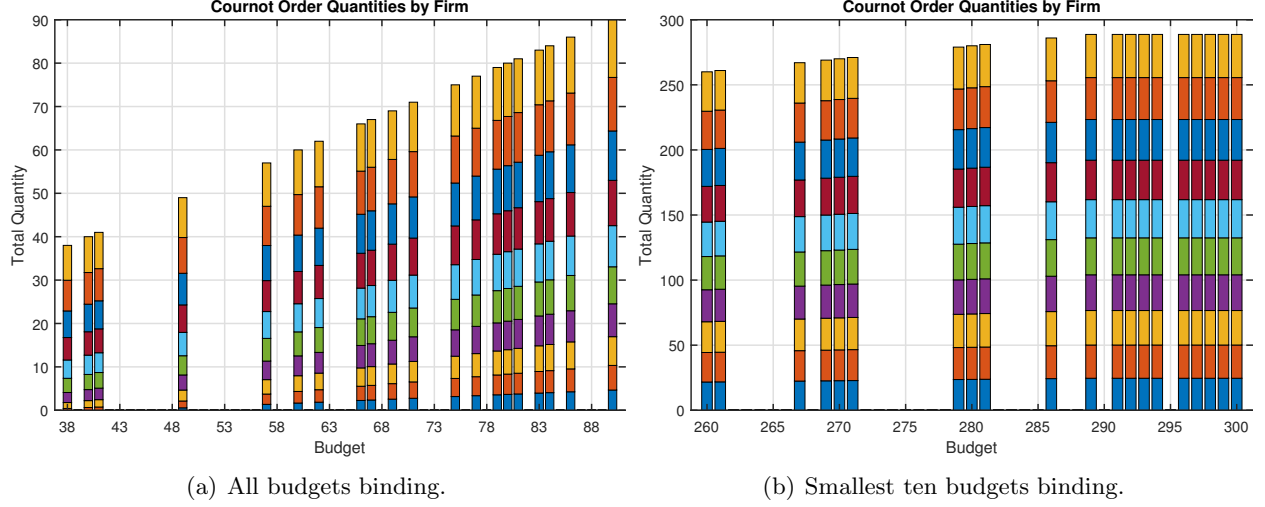 Cournot Order Quantities by Firm
90
80
70
60
50
40
30
20
10
0
Total Quantity
38 43 48 53 58 63 68 73 78 83 88
Budget
(a) All budgets binding.
Cournot Order Quantities by Firm
300
250
200
150
100
50
0
Total Quantity
260 265 270 275 280 285 290 295 300
Budget
(b) Smallest ten budgets binding.